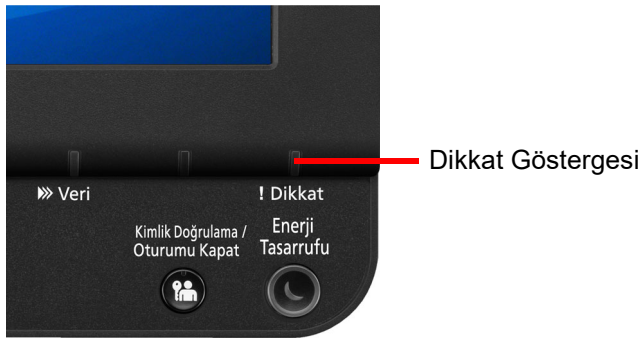 Dikkat Göstergesi
Veri
! Dikkat
Kimlik Doğrulama /
Oturumu Kapat
Enerji
Tasarrufu